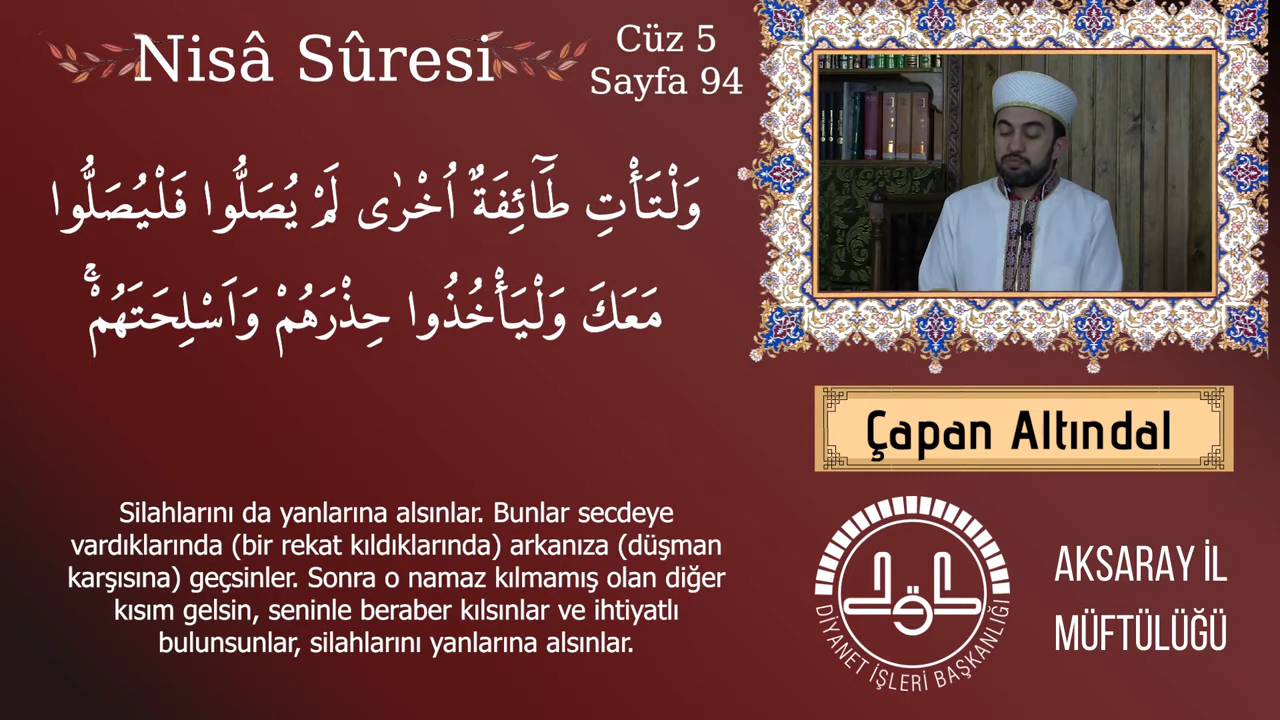 Nisâ Sûresi
Cüz 5
Sayfa 94
وَلْتَأْتِ طَٓائِفَةٌ اُخْرٰى لَمْ يُصَلُّوا فَلْيُصَلُّوا
مَعَكَ وَلْيَأْخُذُوا حِذْرَهُمْ وَاَسْلِحَتَهُمْۚ
Çapan Altındal
Silahlarını da yanlarına alsınlar. Bunlar secdeye
vardıklarında (bir rekat kıldıklarında) arkanıza (düşman
karşısına) geçsinler. Sonra o namaz kılmamış olan diğer
kısım gelsin, seninle beraber kılsınlar ve ihtiyatlı
bulunsunlar, silahlarını yanlarına alsınlar.
DİYANET İŞLERİ BAŞKANLIĞI
AKSARAY İL
MÜFTÜLÜĞÜ